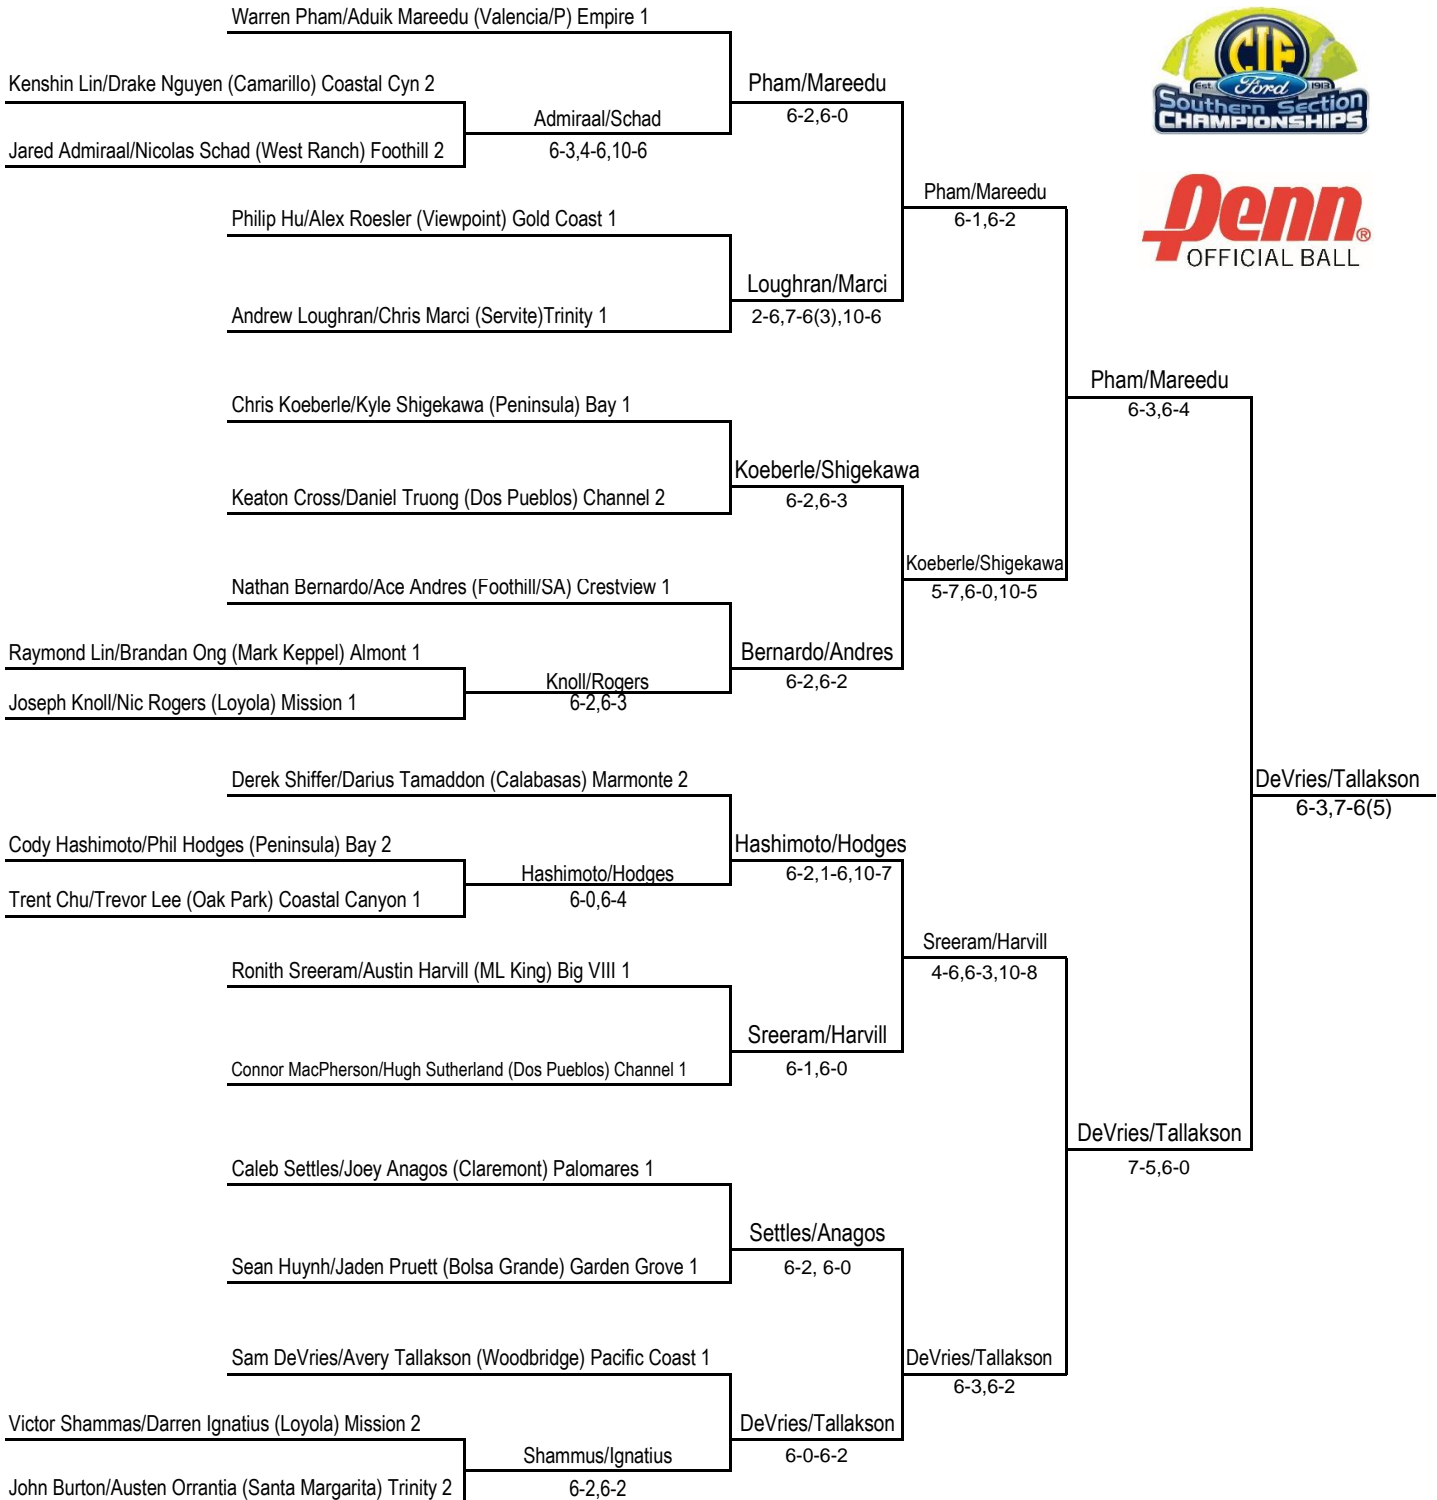 Warren Pham/Aduik Mareedu (Valencia/P) Empire 1
Kenshin Lin/Drake Nguyen (Camarillo) Coastal Cyn 2
Pham/Mareedu
Admiraal/Schad
6-2,6-0
Jared Admiraal/Nicolas Schad (West Ranch) Foothill 2
6-3,4-6,10-6
Pham/Mareedu
6-1,6-2
Philip Hu/Alex Roesler (Viewpoint) Gold Coast 1
Loughran/Marci
2-6,7-6(3),10-6
Andrew Loughran/Chris Marci (Servite)Trinity 1
Pham/Mareedu
6-3,6-4
Chris Koeberle/Kyle Shigekawa (Peninsula) Bay 1
Koeberle/Shigekawa
6-2,6-3
Keaton Cross/Daniel Truong (Dos Pueblos) Channel 2
Koeberle/Shigekawa
5-7,6-0,10-5
Nathan Bernardo/Ace Andres (Foothill/SA) Crestview 1
Raymond Lin/Brandan Ong (Mark Keppel) Almont 1
Bernardo/Andres
6-2,6-2
Knoll/Rogers
6-2,6-3
Joseph Knoll/Nic Rogers (Loyola) Mission 1
Derek Shiffer/Darius Tamaddon (Calabasas) Marmonte 2
DeVries/Tallakson
6-3,7-6(5)
Cody Hashimoto/Phil Hodges (Peninsula) Bay 2
Hashimoto/Hodges
6-2,1-6,10-7
Hashimoto/Hodges
6-0,6-4
Trent Chu/Trevor Lee (Oak Park) Coastal Canyon 1
Sreeram/Harvill
4-6,6-3,10-8
Ronith Sreeram/Austin Harvill (ML King) Big VIII 1
Sreeram/Harvill
6-1,6-0
Connor MacPherson/Hugh Sutherland (Dos Pueblos) Channel 1
DeVries/Tallakson
7-5,6-0
Caleb Settles/Joey Anagos (Claremont) Palomares 1
Settles/Anagos
6-2, 6-0
Sean Huynh/Jaden Pruett (Bolsa Grande) Garden Grove 1
Sam DeVries/Avery Tallakson (Woodbridge) Pacific Coast 1
DeVries/Tallakson
6-3,6-2
Victor Shammas/Darren Ignatius (Loyola) Mission 2
DeVries/Tallakson
6-0-6-2
Shammus/Ignatius
6-2,6-2
John Burton/Austen Orrantia (Santa Margarita) Trinity 2
CIF
Est. Ford 1913
Southern Section
CHAMPIONSHIPS
Penn®
OFFICIAL BALL